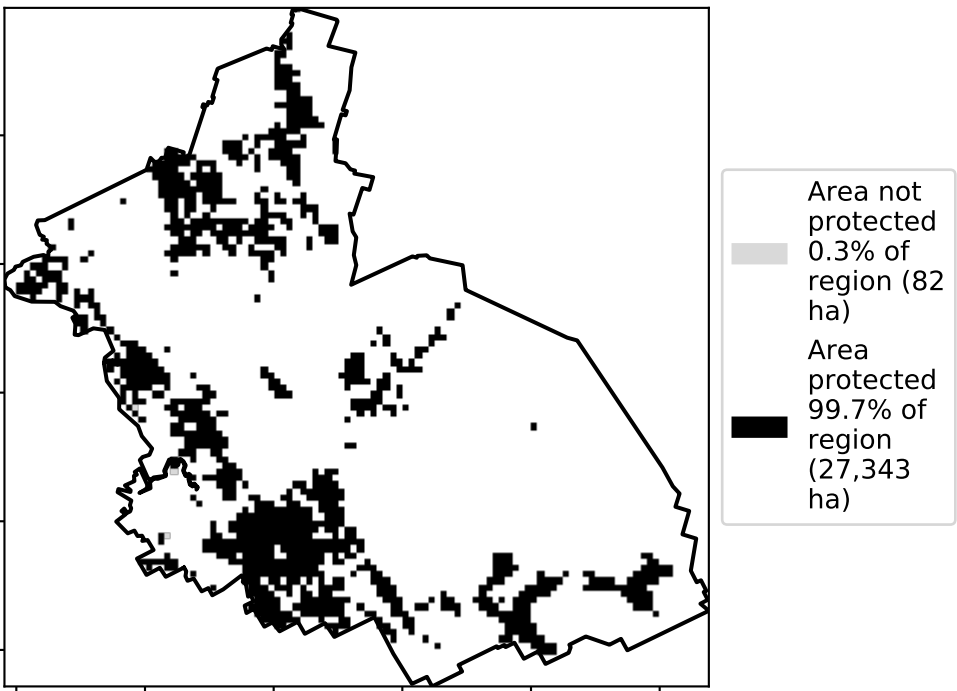 Area not
protected
0.3% of
region (82
ha)
Area
protected
99.7% of
region
(27,343
ha)